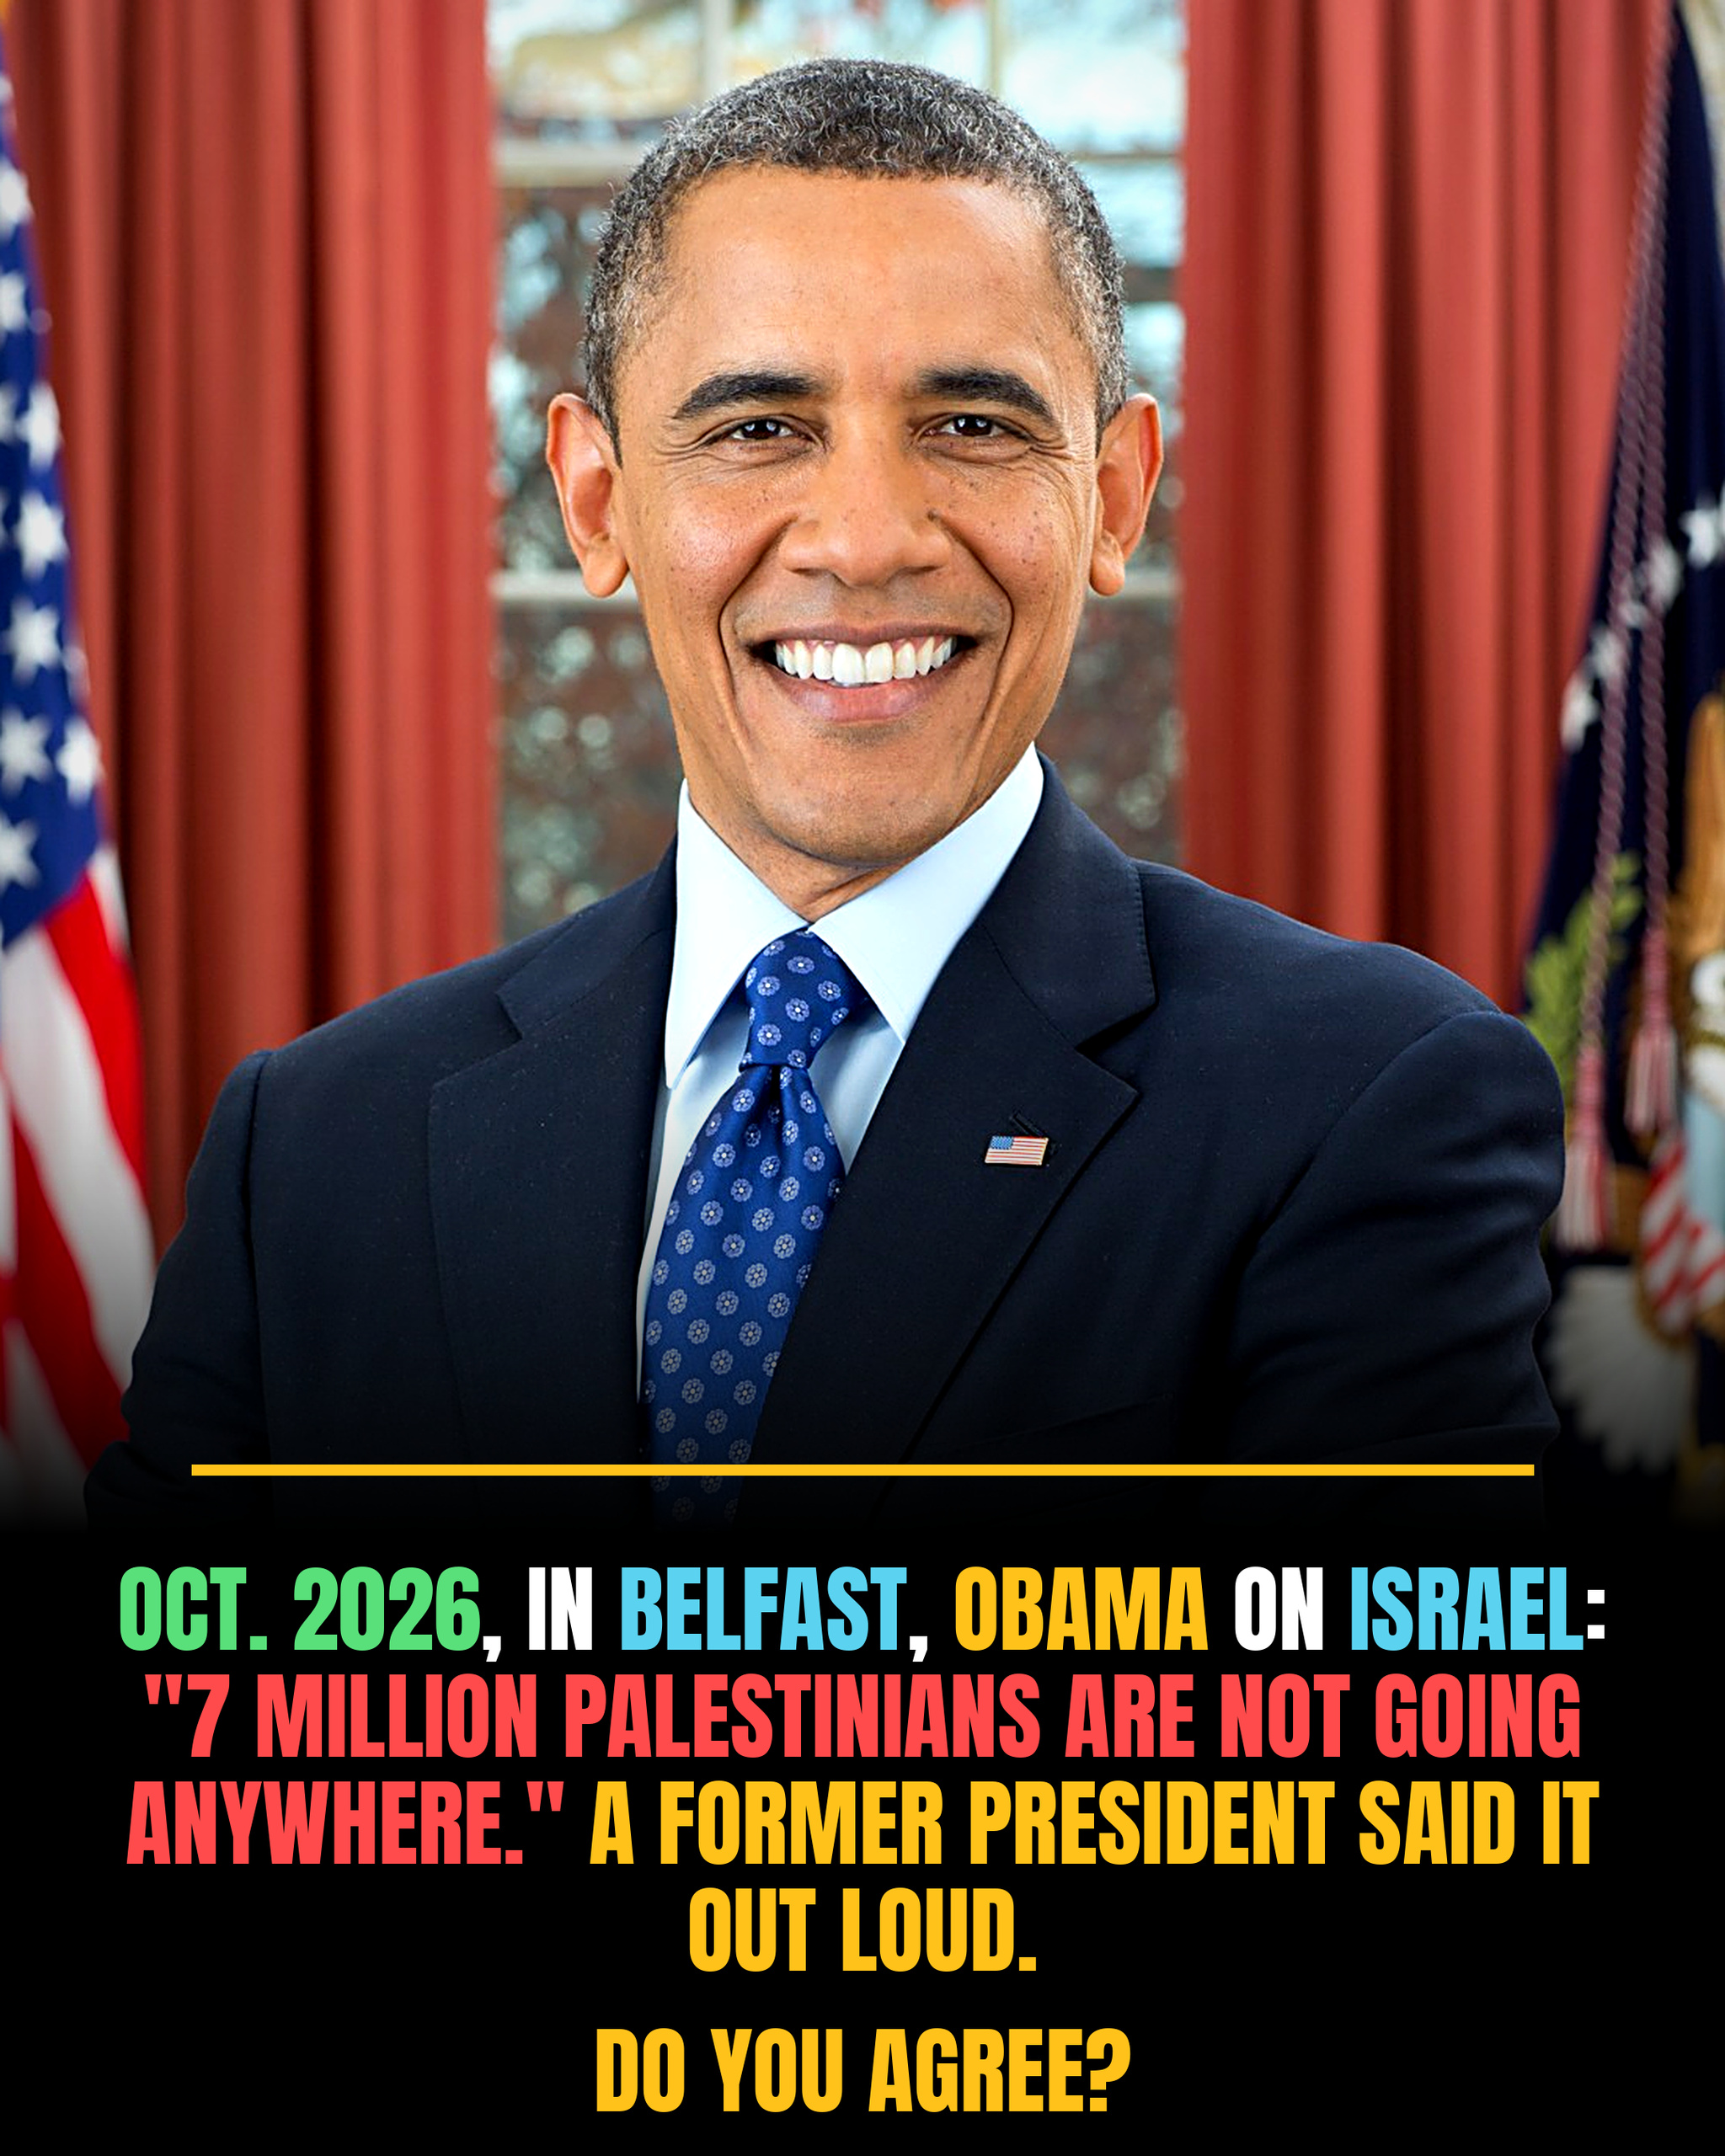 OCT. 2026, IN BELFAST, OBAMA ON ISRAEL:
"7 MILLION PALESTINIANS ARE NOT GOING
ANYWHERE." A FORMER PRESIDENT SAID IT
OUT LOUD.
DO YOU AGREE?